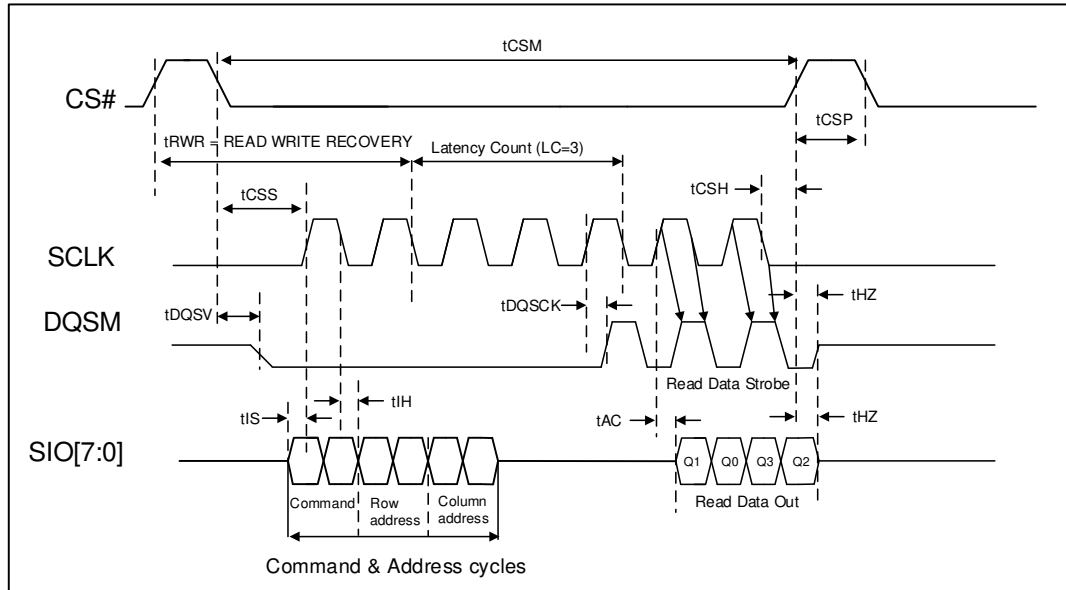 tCSM
CS#
tCSP
tRWR = READ WRITE RECOVERY
Latency Count (LC=3)
tCSH
tCSS
SCLK
tDQSCK
tHZ
tDQSV
DQSM
Read Data Strobe
tIH
tIS
tAC
tHZ
SIO[7:0]
Q1 Q0 Q3 Q2
Command
Row
address
Column
address
Read Data Out
Command & Address cycles